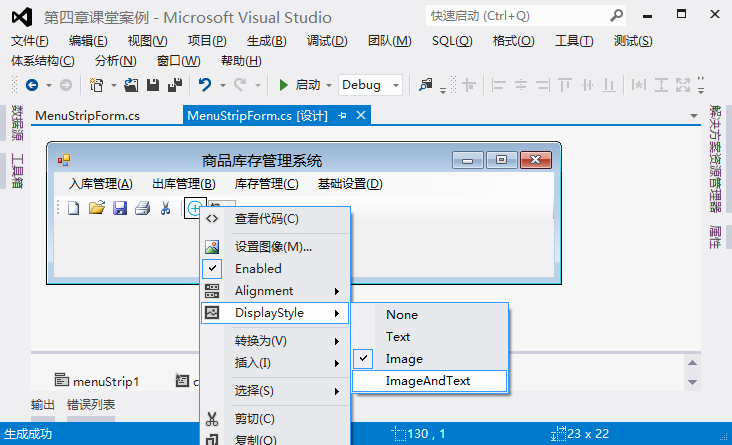 第四章课堂案例 - Microsoft Visual Studio
快速启动 (Ctrl+Q)
文件(F) 编辑(E) 视图(V) 项目(P) 生成(B) 调试(D) 团队(M) SQL(Q) 格式(O) 工具(T) 测试(S)
体系结构(C) 分析(N) 窗口(W) 帮助(H)
启动 Debug
数据源
工具箱
MenuStripForm.cs MenuStripForm.cs [设计]
解决方案资源管理器
属性
商品库存管理系统
入库管理(A) 出库管理(B) 库存管理(C) 基础设置(D)
查看代码(C)
设置图像(M)...
Enabled
Alignment
DisplayStyle
转换为(V)
插入(I)
选择(S)
剪切(C)
复制(O)
None
Text
Image
ImageAndText
menuStrip1
输出 错误列表
生成成功 130 , 1 23 x 22